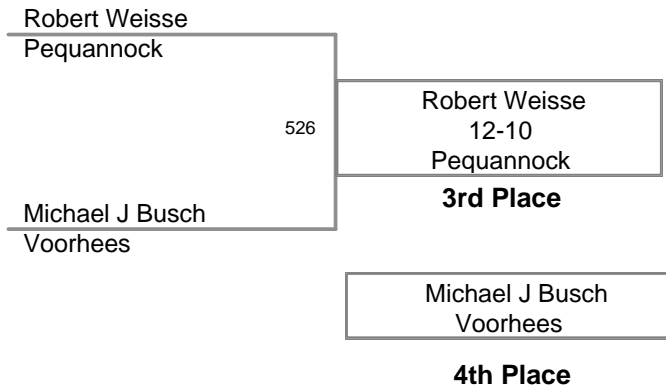 Robert Weisse
Pequannock
526
Robert Weisse
12-10
Pequannock
3rd Place
Michael J Busch
Voorhees
Michael J Busch
Voorhees
4th Place